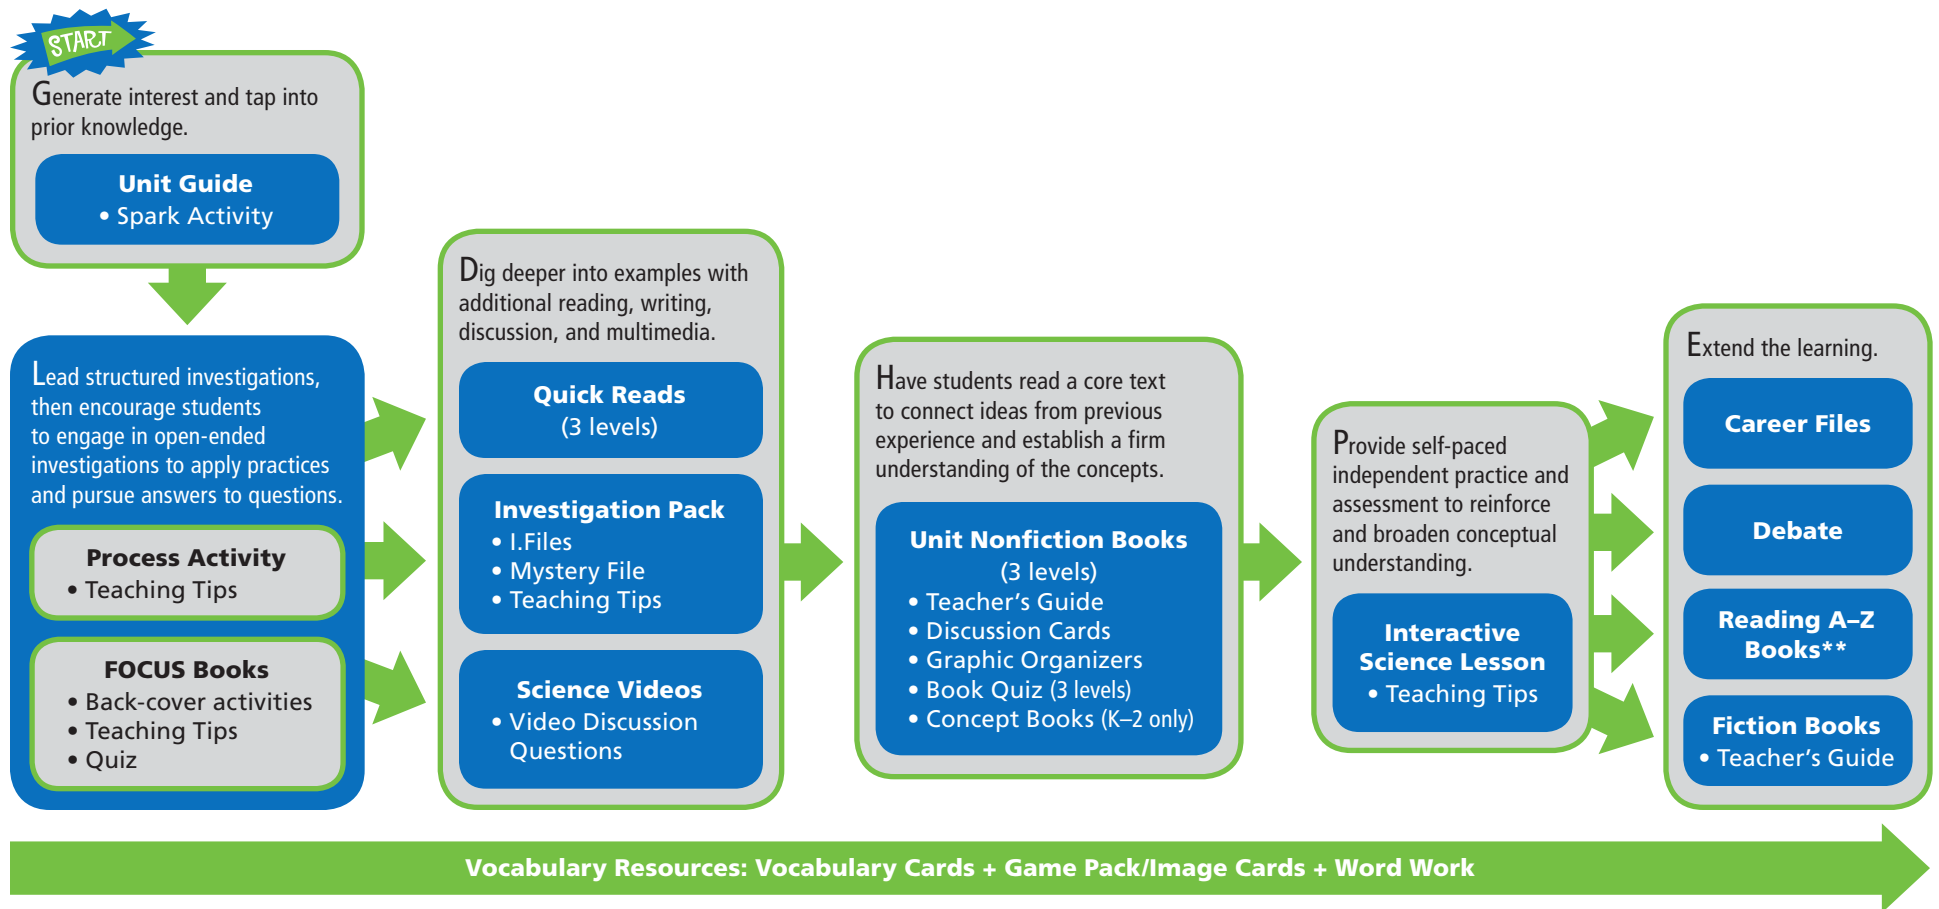 START
Generate interest and tap into
prior knowledge.
Unit Guide
• Spark Activity
Lead structured investigations,
then encourage students
to engage in open-ended
investigations to apply practices
and pursue answers to questions.
Process Activity
• Teaching Tips
FOCUS Books
• Back-cover activities
• Teaching Tips
• Quiz
Dig deeper into examples with
additional reading, writing,
discussion, and multimedia.
Quick Reads
(3 levels)
Investigation Pack
• I.Files
• Mystery File
• Teaching Tips
Science Videos
• Video Discussion
Questions
Have students read a core text
to connect ideas from previous
experience and establish a firm
understanding of the concepts.
Unit Nonfiction Books
(3 levels)
• Teacher’s Guide
• Discussion Cards
• Graphic Organizers
• Book Quiz (3 levels)
• Concept Books (K–2 only)
Provide self-paced
independent practice and
assessment to reinforce
and broaden conceptual
understanding.
Interactive
Science Lesson
• Teaching Tips
Extend the learning.
Career Files
Debate
Reading A–Z
Books**
Fiction Books
• Teacher’s Guide
Vocabulary Resources: Vocabulary Cards + Game Pack/Image Cards + Word Work